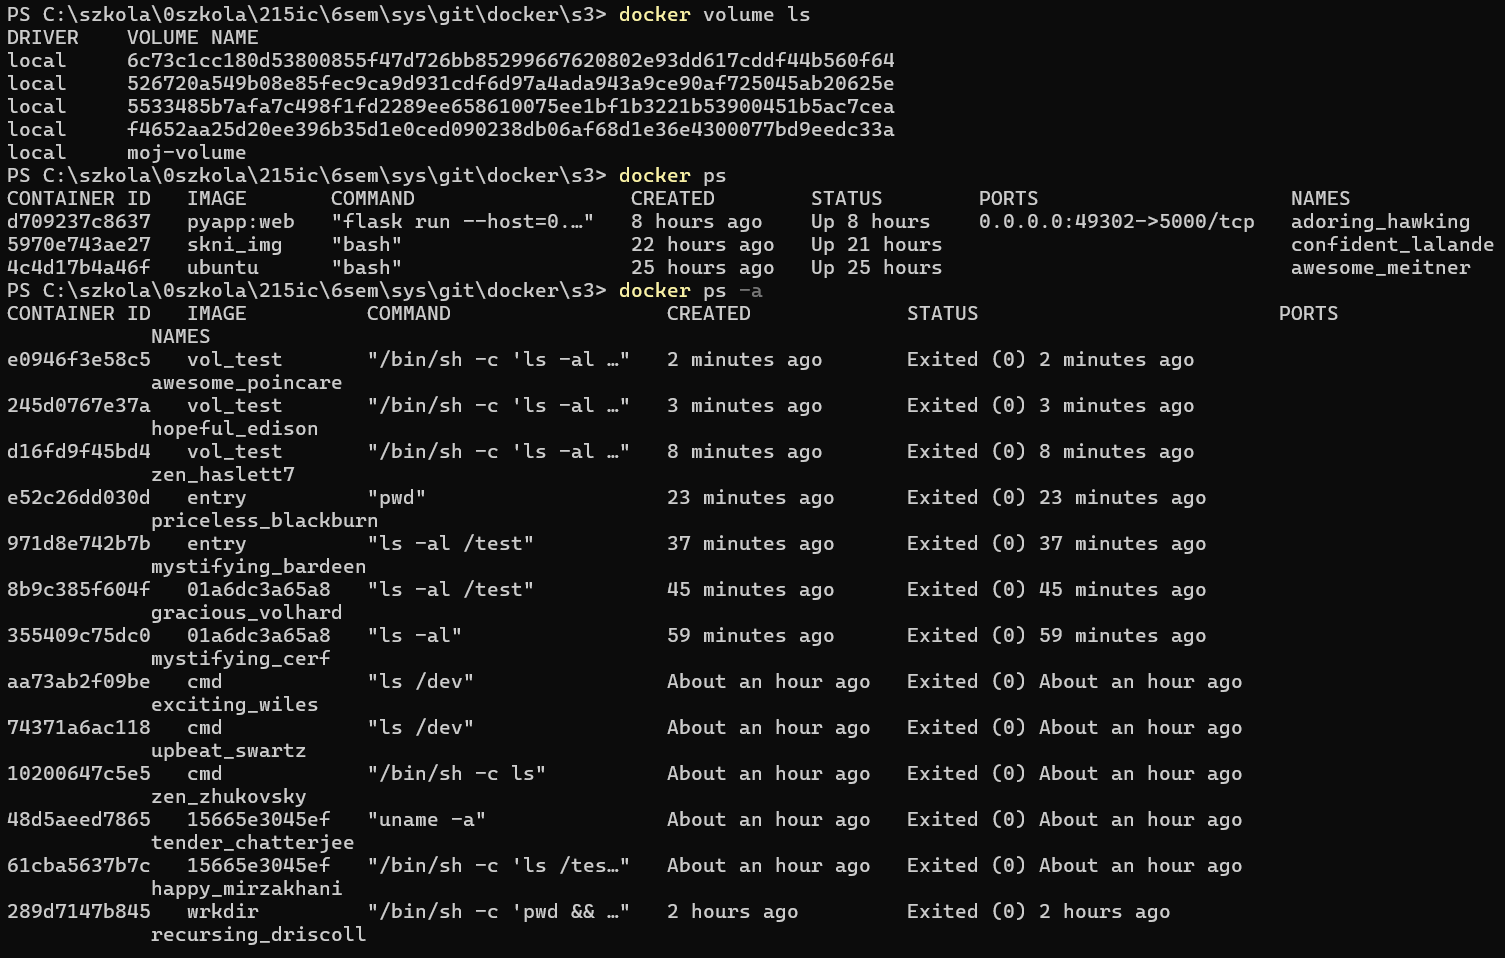 PS C:\szkola\0szkola\215ic\6sem\sys\git\docker\s3> docker volume ls
DRIVER    VOLUME NAME
local     6c73c1cc180d53800855f47d726bb85299667620802e93dd617cddf44b560f64
local     526720a549b08e85fec9ca9d931cdf6d97a4ada943a9ce90af725045ab20625e
local     5533485b7afa7c498f1fd2289ee658610075ee1bf1b3221b53900451b5ac7cea
local     f4652aa25d20ee396b35d1e0ced090238db06af68d1e36e4300077bd9eedc33a
local     moj-volume
PS C:\szkola\0szkola\215ic\6sem\sys\git\docker\s3> docker ps
CONTAINER ID   IMAGE       COMMAND                  CREATED        STATUS        PORTS                     NAMES
d709237c8637   pyapp:web   "flask run --host=0.…"   8 hours ago    Up 8 hours    0.0.0.0:49302->5000/tcp   adoring_hawking
5970e743ae27   skni_img    "bash"                   22 hours ago   Up 21 hours                             confident_lalande
4c4d17b4a46f   ubuntu      "bash"                   25 hours ago   Up 25 hours                             awesome_meitner
PS C:\szkola\0szkola\215ic\6sem\sys\git\docker\s3> docker ps -a
CONTAINER ID   IMAGE          COMMAND                  CREATED             STATUS                         PORTS
            NAMES
e0946f3e58c5   vol_test       "/bin/sh -c 'ls -al …"   2 minutes ago       Exited (0) 2 minutes ago
            awesome_poincare
245d0767e37a   vol_test       "/bin/sh -c 'ls -al …"   3 minutes ago       Exited (0) 3 minutes ago
            hopeful_edison
d16fd9f45bd4   vol_test       "/bin/sh -c 'ls -al …"   8 minutes ago       Exited (0) 8 minutes ago
            zen_haslett7
e52c26dd030d   entry          "pwd"                    23 minutes ago      Exited (0) 23 minutes ago
            priceless_blackburn
971d8e742b7b   entry          "ls -al /test"           37 minutes ago      Exited (0) 37 minutes ago
            mystifying_bardeen
8b9c385f604f   01a6dc3a65a8   "ls -al /test"           45 minutes ago      Exited (0) 45 minutes ago
            gracious_volhard
355409c75dc0   01a6dc3a65a8   "ls -al"                 59 minutes ago      Exited (0) 59 minutes ago
            mystifying_cerf
aa73ab2f09be   cmd            "ls /dev"                About an hour ago   Exited (0) About an hour ago
            exciting_wiles
74371a6ac118   cmd            "ls /dev"                About an hour ago   Exited (0) About an hour ago
            upbeat_swartz
10200647c5e5   cmd            "/bin/sh -c ls"          About an hour ago   Exited (0) About an hour ago
            zen_zhukovsky
48d5aeed7865   15665e3045ef   "uname -a"               About an hour ago   Exited (0) About an hour ago
            tender_chatterjee
61cba5637b7c   15665e3045ef   "/bin/sh -c 'ls /tes…"   About an hour ago   Exited (0) About an hour ago
            happy_mirzakhani
289d7147b845   wrkdir         "/bin/sh -c 'pwd && …"   2 hours ago         Exited (0) 2 hours ago
            recursing_driscoll